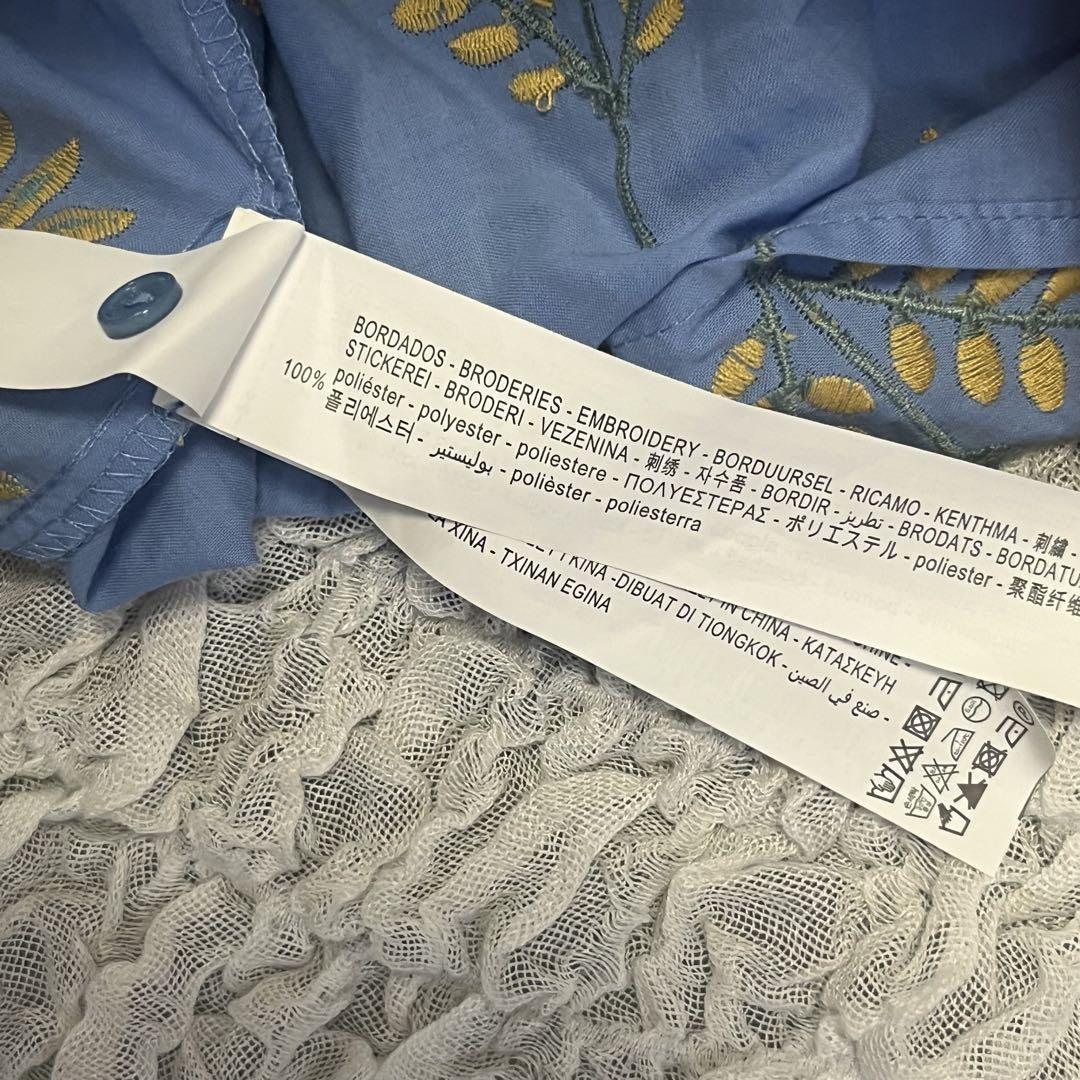 BORDADOS - BRODERIES - EMBROIDERY - BORDUURSEL - RICAMO - KENTHMA - 刺繍 -
STICKEREI - BRODERI - VEZENINA - 刺绣 - 자수품 - BORDIR - تطريز - BRODATS - BORDATU
100% poliéster - polyester - poliestere - ΠΟΛΥΕΣΤΕΡΑΣ - ポリエステル - poliester - 聚酯纤维
폴리에스터 - بوليستير - polièster - poliesterra
IN CHINA - ΚΑΤΑΣΚΕΥΗ
KINA - DIBUAT DI TIONGKOK - صنع في الصين -
LA XINA - TXINAN EGINA